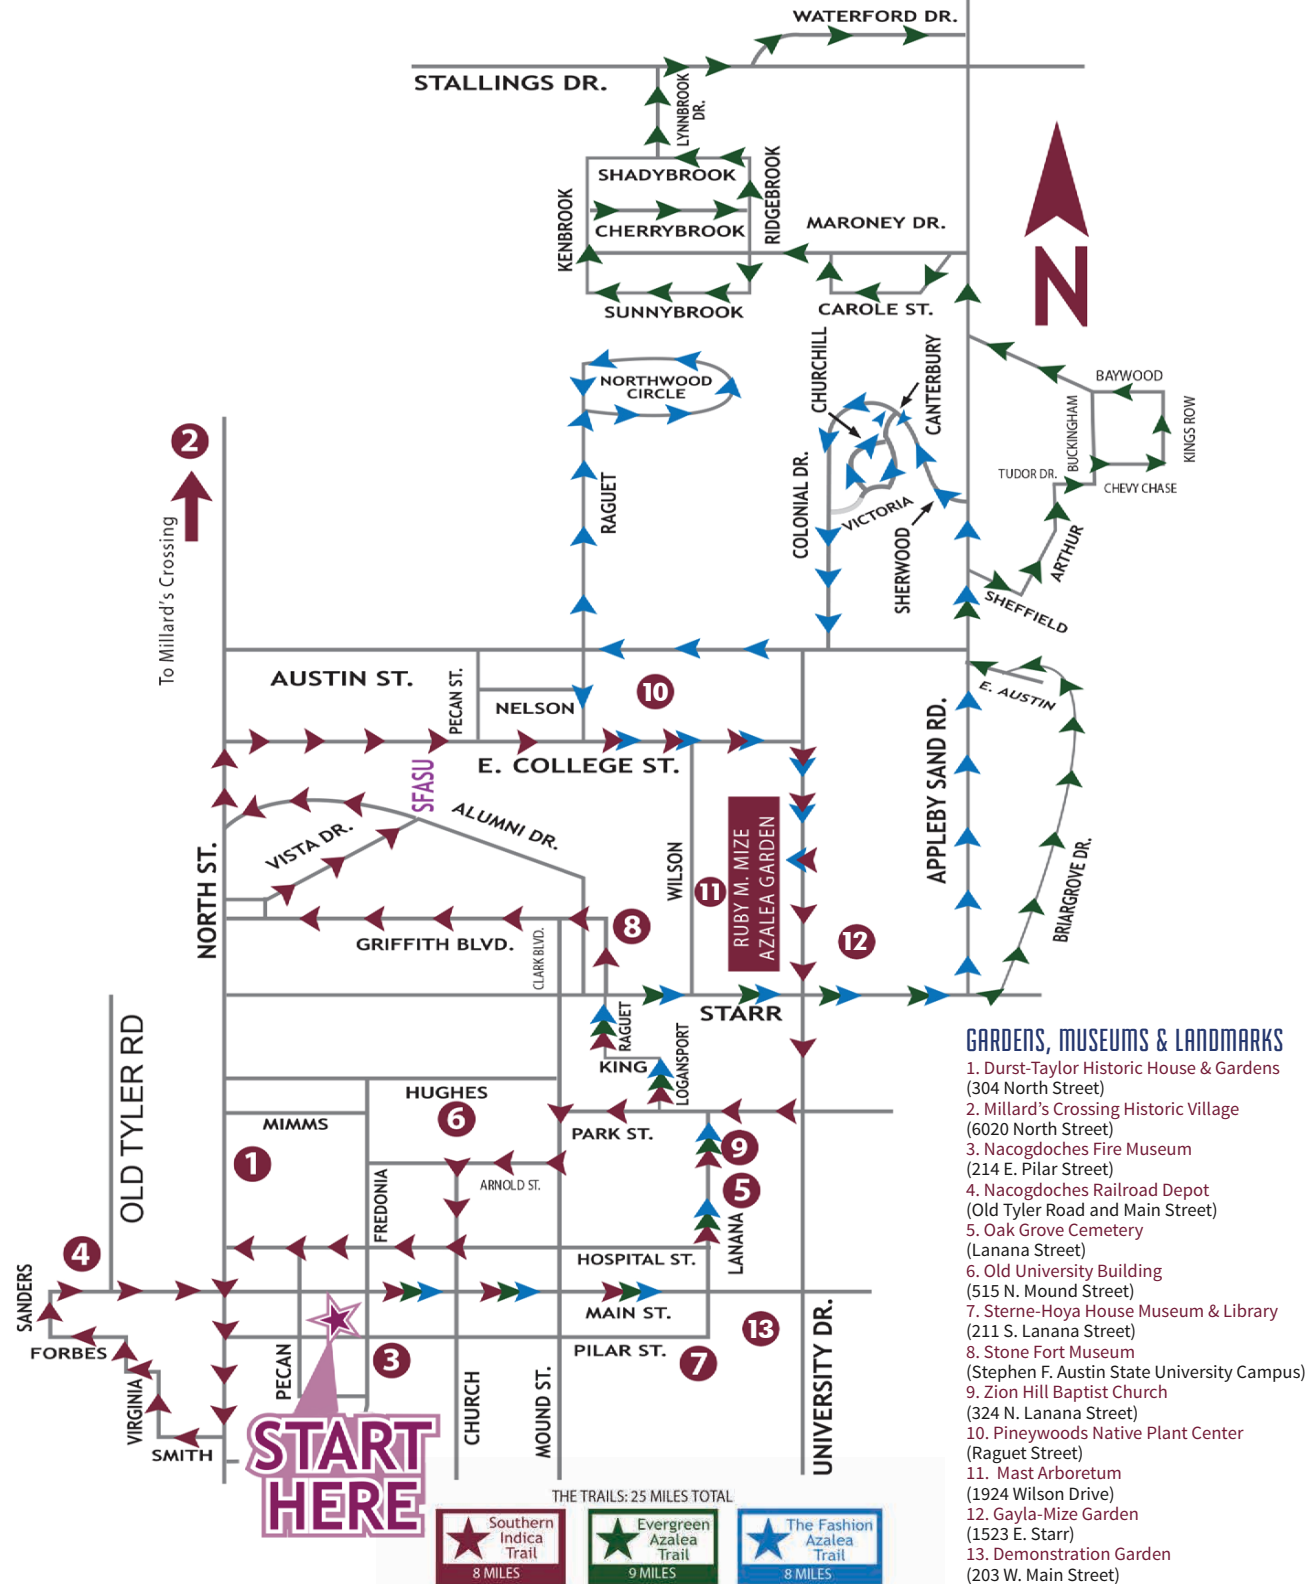 WATERFORD DR.
STALLINGS DR.
LYNNBROOK
DR.
SHADYBROOK
KENBROOK
RIDGEBROOK
CHERRYBROOK
MARONEY DR.
SUNNYBROOK
CAROLE ST.
N
NORTHWOOD
CIRCLE
CHURCHILL
CANTERBURY
BAYWOOD
BUCKINGHAM
KINGS ROW
TUDOR DR.
CHEVY CHASE
2
To Millard's Crossing
RAGUET
COLONIAL DR.
VICTORIA
SHERWOOD
ARTHUR
SHEFFIELD
AUSTIN ST.
PECAN ST.
NELSON
10
E. AUSTIN
E. COLLEGE ST.
SFASU
ALUMNI DR.
VISTA DR.
NORTH ST.
WILSON
11
RUBY M. MIZE
AZALEA GARDEN
APPLEBY SAND RD.
BRIARGROVE DR.
GRIFFITH BLVD.
CLARK BLVD.
8
12
STARR
RAGUET
KING
LOGANSPORT
OLD TYLER RD
HUGHES
MIMMS
6
PARK ST.
1
9
ARNOLD ST.
5
FREDONIA
LANANA
HOSPITAL ST.
4
SANDERS
MAIN ST.
FORBES
PILAR ST.
13
3
7
PECAN
VIRGINIA
SMITH
CHURCH
MOUND ST.
UNIVERSITY DR.
START
HERE
THE TRAILS: 25 MILES TOTAL
Southern
Indica
Trail
8 MILES
Evergreen
Azalea
Trail
9 MILES
The Fashion
Azalea
Trail
8 MILES
GARDENS, MUSEUMS & LANDMARKS
1. Durst-Taylor Historic House & Gardens
(304 North Street)
2. Millard's Crossing Historic Village
(6020 North Street)
3. Nacogdoches Fire Museum
(214 E. Pilar Street)
4. Nacogdoches Railroad Depot
(Old Tyler Road and Main Street)
5. Oak Grove Cemetery
(Lanana Street)
6. Old University Building
(515 N. Mound Street)
7. Sterne-Hoya House Museum & Library
(211 S. Lanana Street)
8. Stone Fort Museum
(Stephen F. Austin State University Campus)
9. Zion Hill Baptist Church
(324 N. Lanana Street)
10. Pineywoods Native Plant Center
(Raguet Street)
11. Mast Arboretum
(1924 Wilson Drive)
12. Gayla-Mize Garden
(1523 E. Starr)
13. Demonstration Garden
(203 W. Main Street)